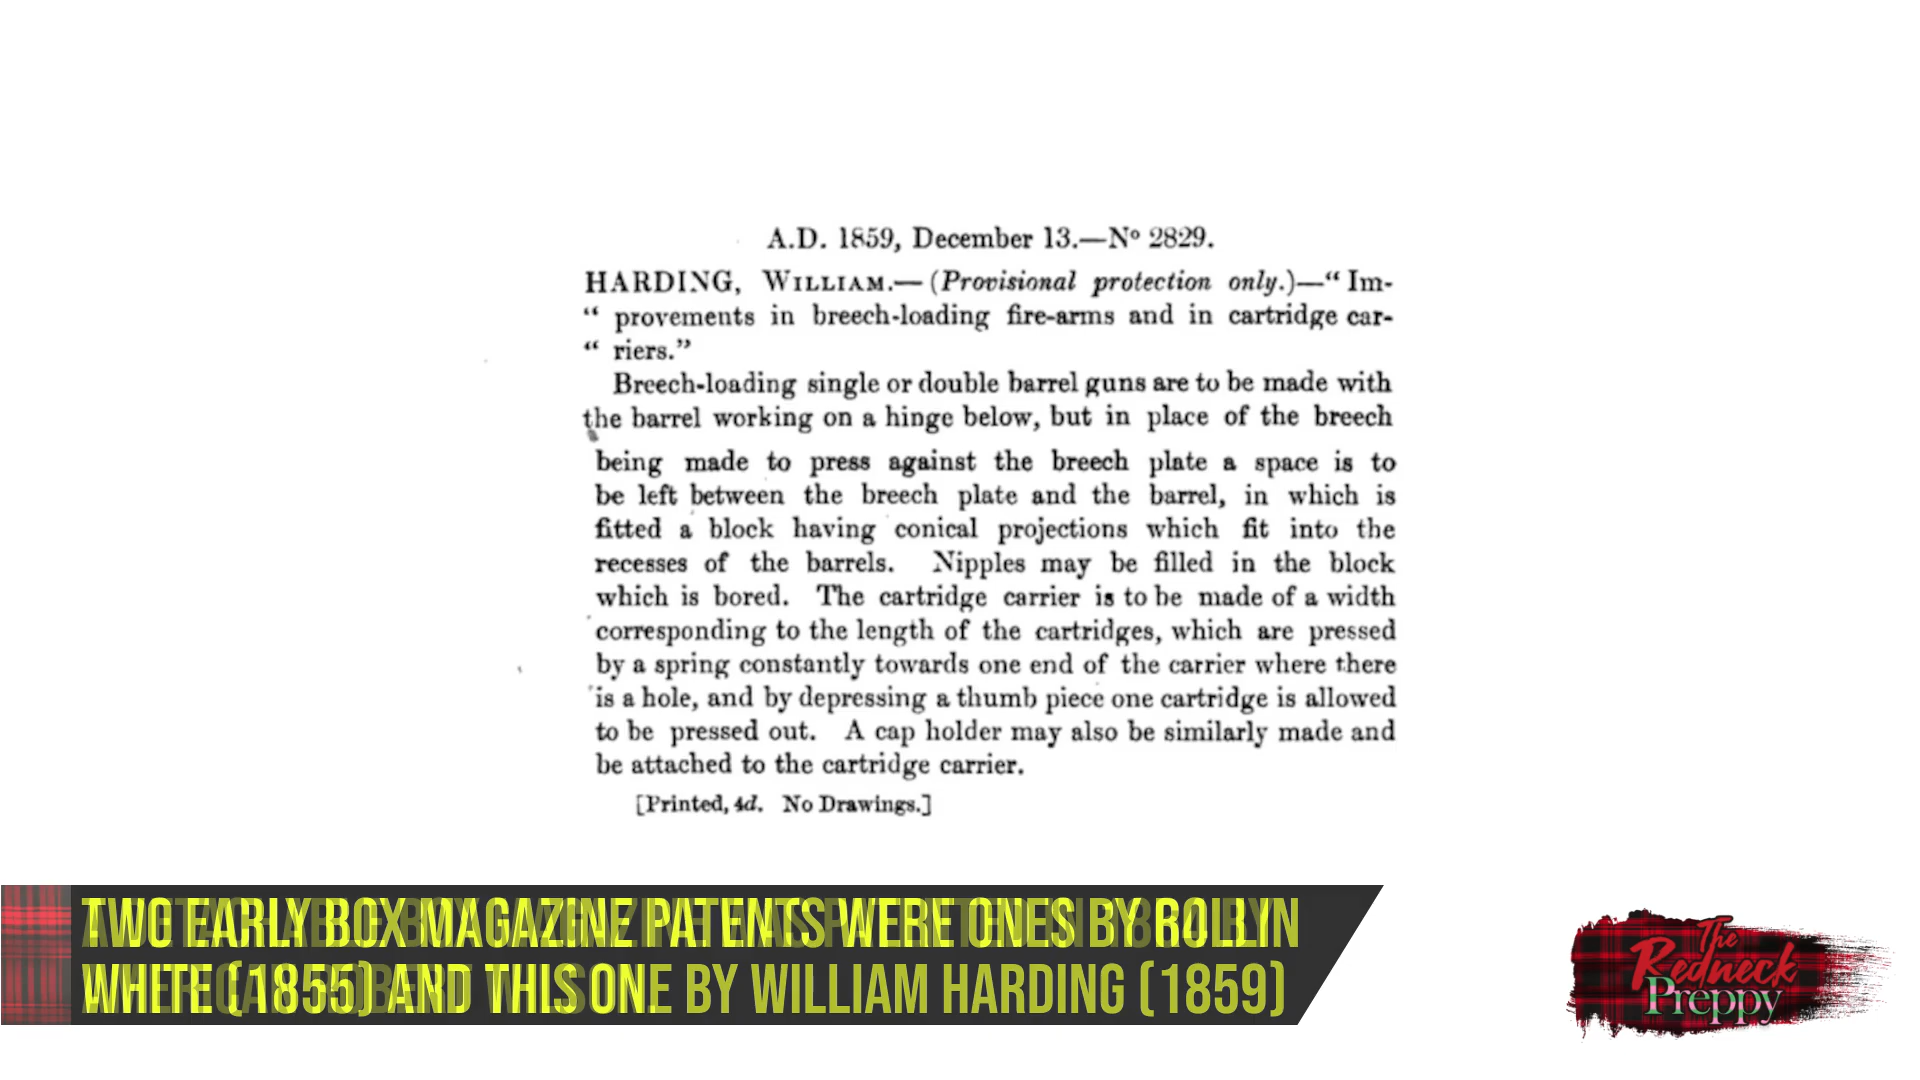 A.D. 1859, December 13.—Nº 2829.
HARDING, WILLIAM.—(Provisional protection only.)—“ Im-
“ provements in breech-loading fire-arms and in cartridge car-
“ riers.”
Breech-loading single or double barrel guns are to be made with
the barrel working on a hinge below, but in place of the breech
being made to press against the breech plate a space is to
be left between the breech plate and the barrel, in which is
fitted a block having conical projections which fit into the
recesses of the barrels. Nipples may be filled in the block
which is bored. The cartridge carrier is to be made of a width
corresponding to the length of the cartridges, which are pressed
by a spring constantly towards one end of the carrier where there
is a hole, and by depressing a thumb piece one cartridge is allowed
to be pressed out. A cap holder may also be similarly made and
be attached to the cartridge carrier.
[Printed, 4d. No Drawings.]
TWO EARLY BOX MAGAZINE PATENTS WERE ONES BY ROLLIN
WHITE (1855) AND THIS ONE BY WILLIAM HARDING (1859)
The
Redneck
Preppy